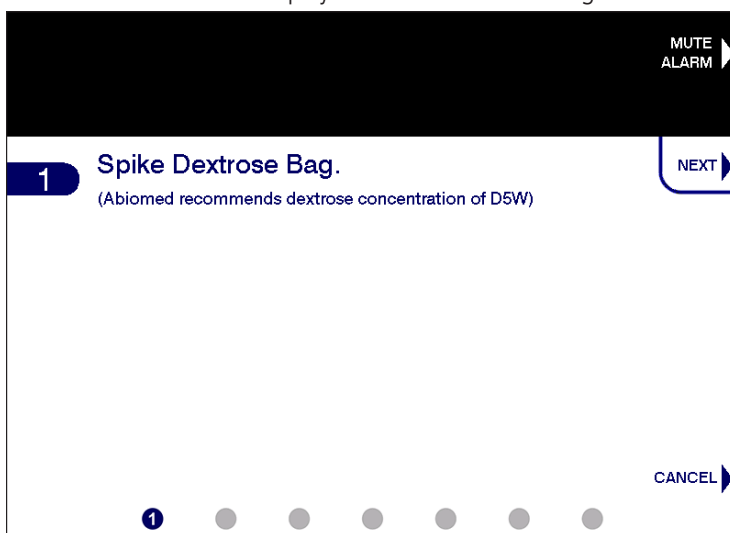 MUTE
ALARM
1 Spike Dextrose Bag.
NEXT
(Abiomed recommends dextrose concentration of D5W)
CANCEL
1